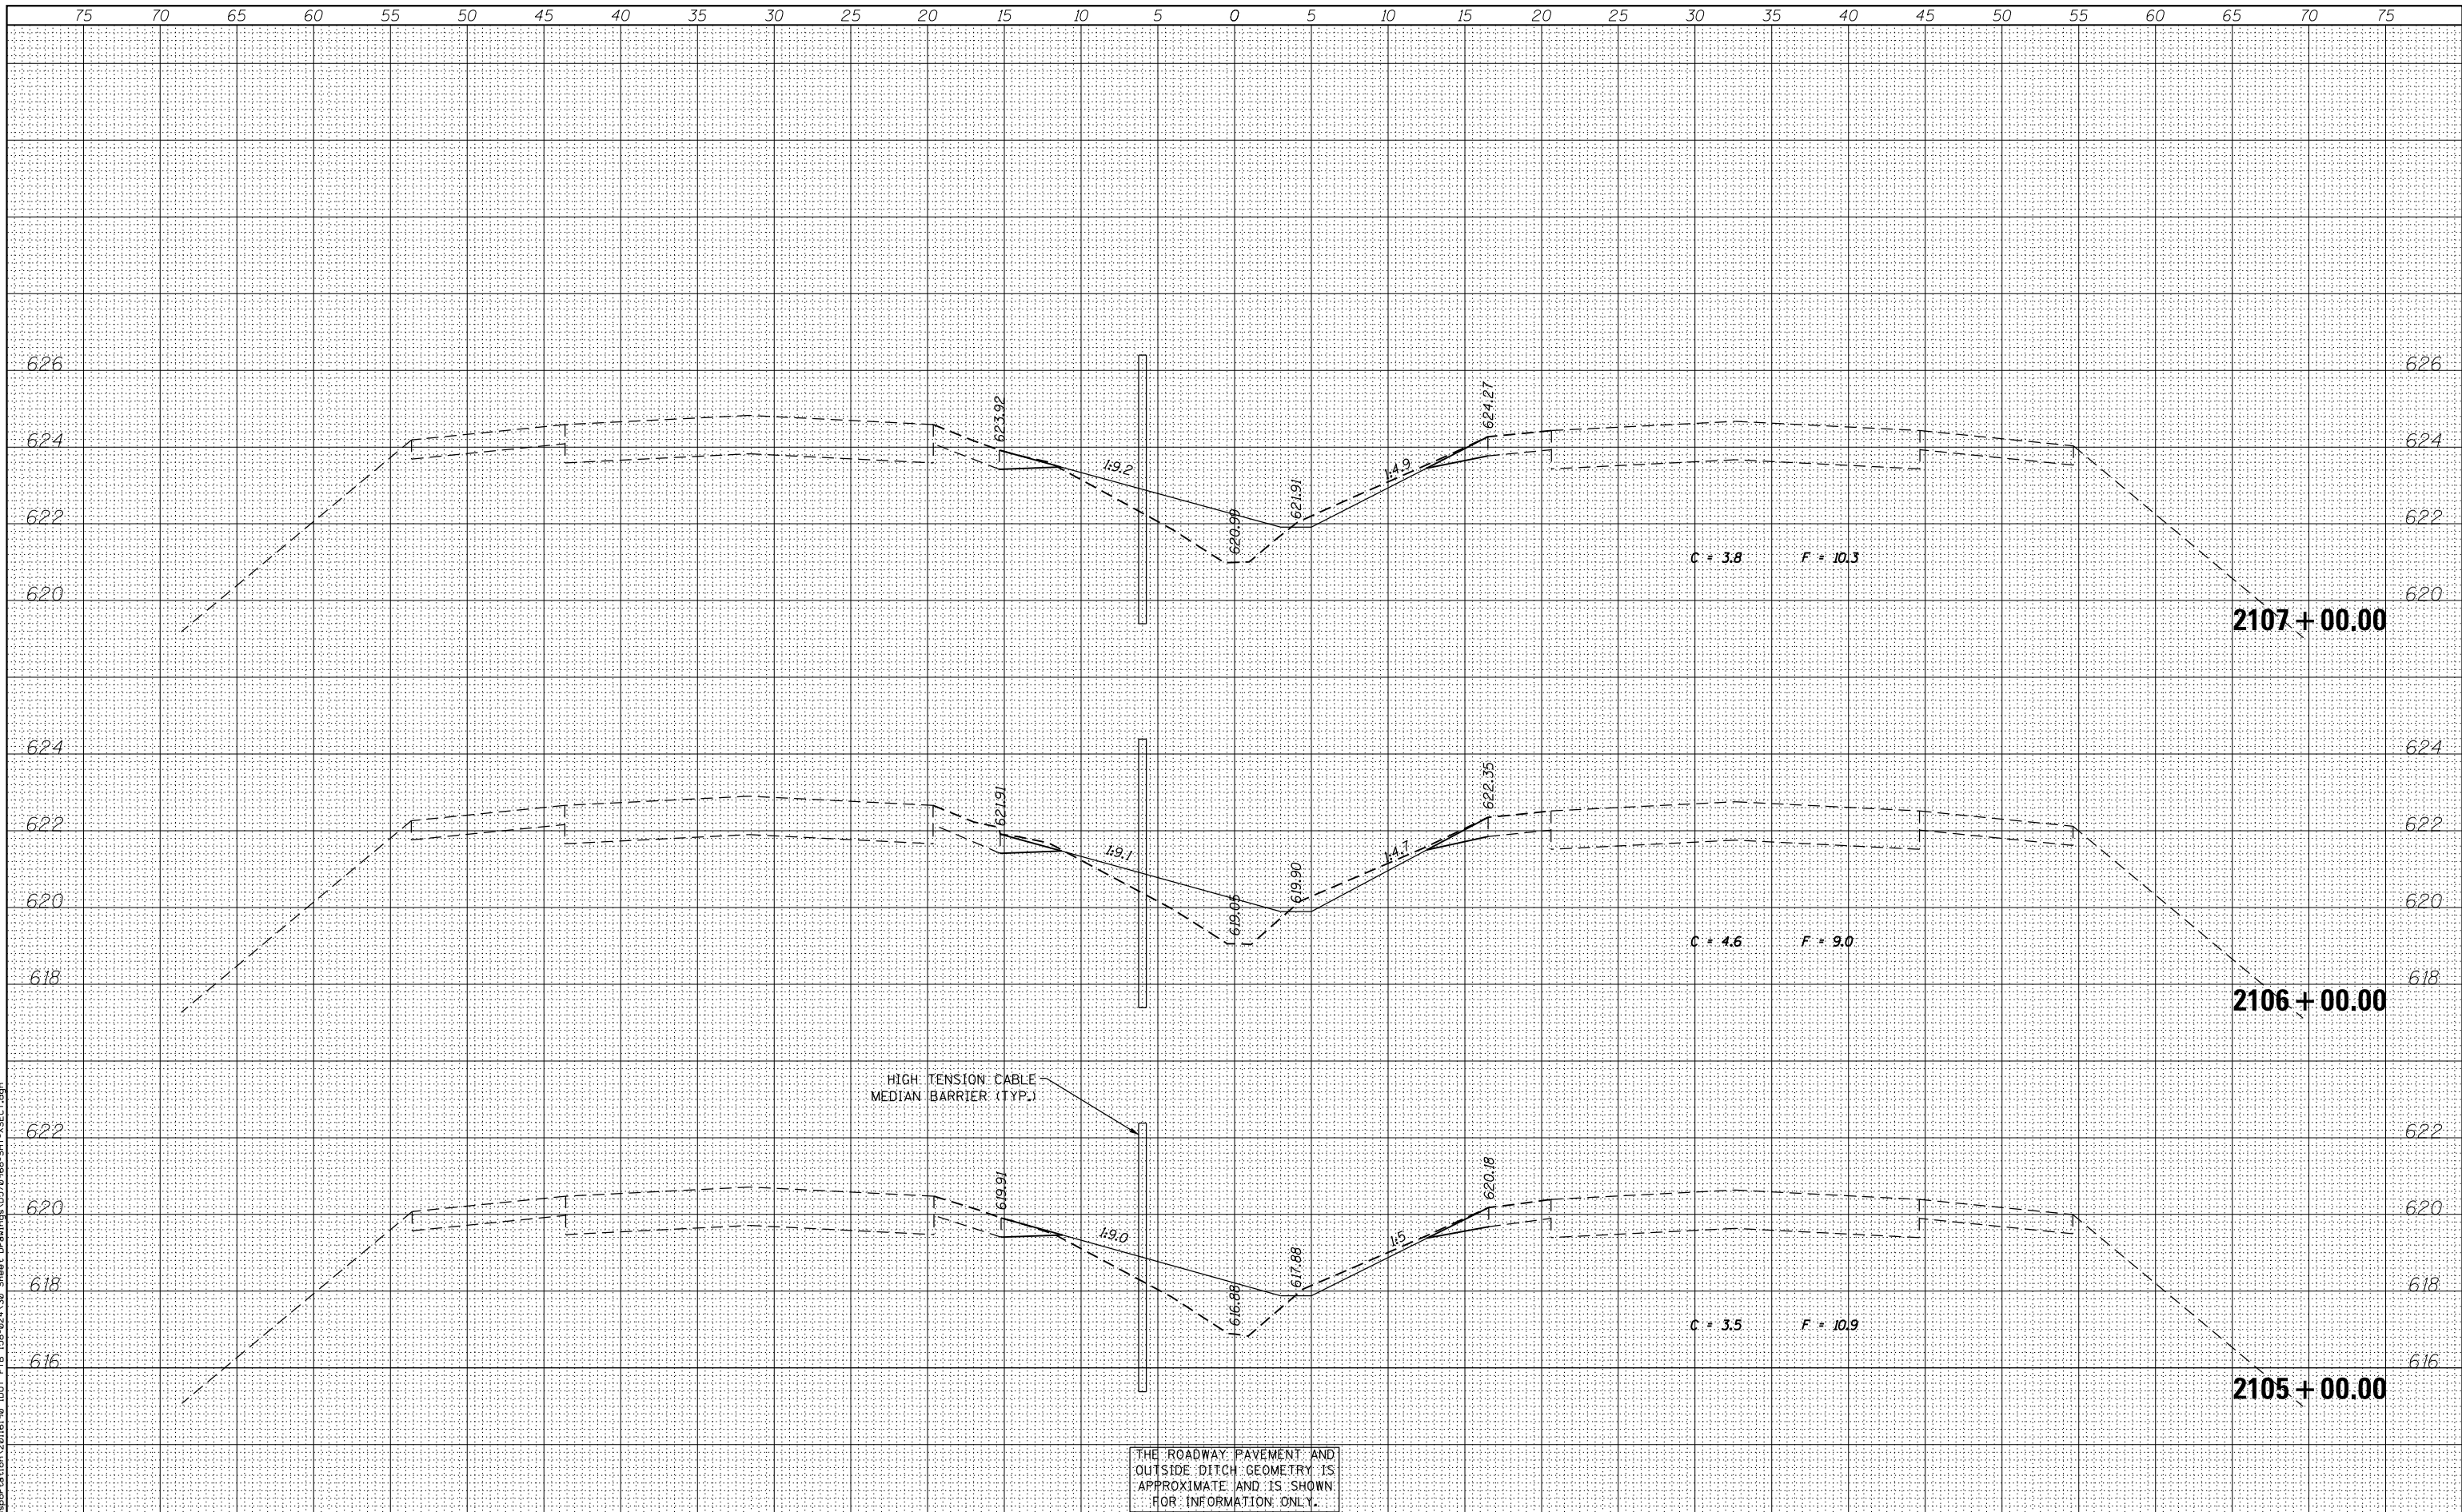 75 70 65 60 55 50 45 40 35 30 25 20 15 10 5 0 5 10 15 20 25 30 35 40 45 50 55 60 65 70 75
626 626
624 623.92 624.27 624
1:9.2 1:4.9
622 620.99 621.91 622
C = 3.8 F = 10.3
620 620
2107+00.00
624 624
622 621.91 622.35 622
1:9.1 1:4.7
620 619.05 619.90 620
C = 4.6 F = 9.0
618 618
2106+00.00
HIGH TENSION CABLE
MEDIAN BARRIER (TYP.)
622 622
620 619.91 620.18 620
1:9.0 1:5
618 616.88 617.88 618
C = 3.5 F = 10.9
616 616
2105+00.00
THE ROADWAY PAVEMENT AND
OUTSIDE DITCH GEOMETRY IS
APPROXIMATE AND IS SHOWN
FOR INFORMATION ONLY.